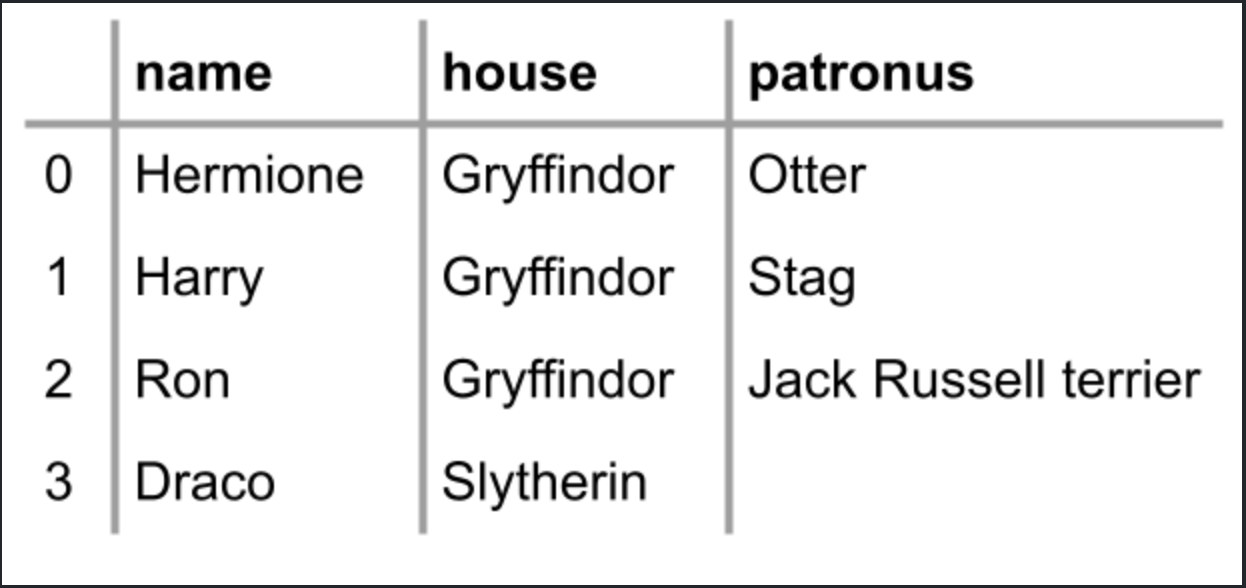 name house patronus
0 Hermione Gryffindor Otter
1 Harry Gryffindor Stag
2 Ron Gryffindor Jack Russell terrier
3 Draco Slytherin